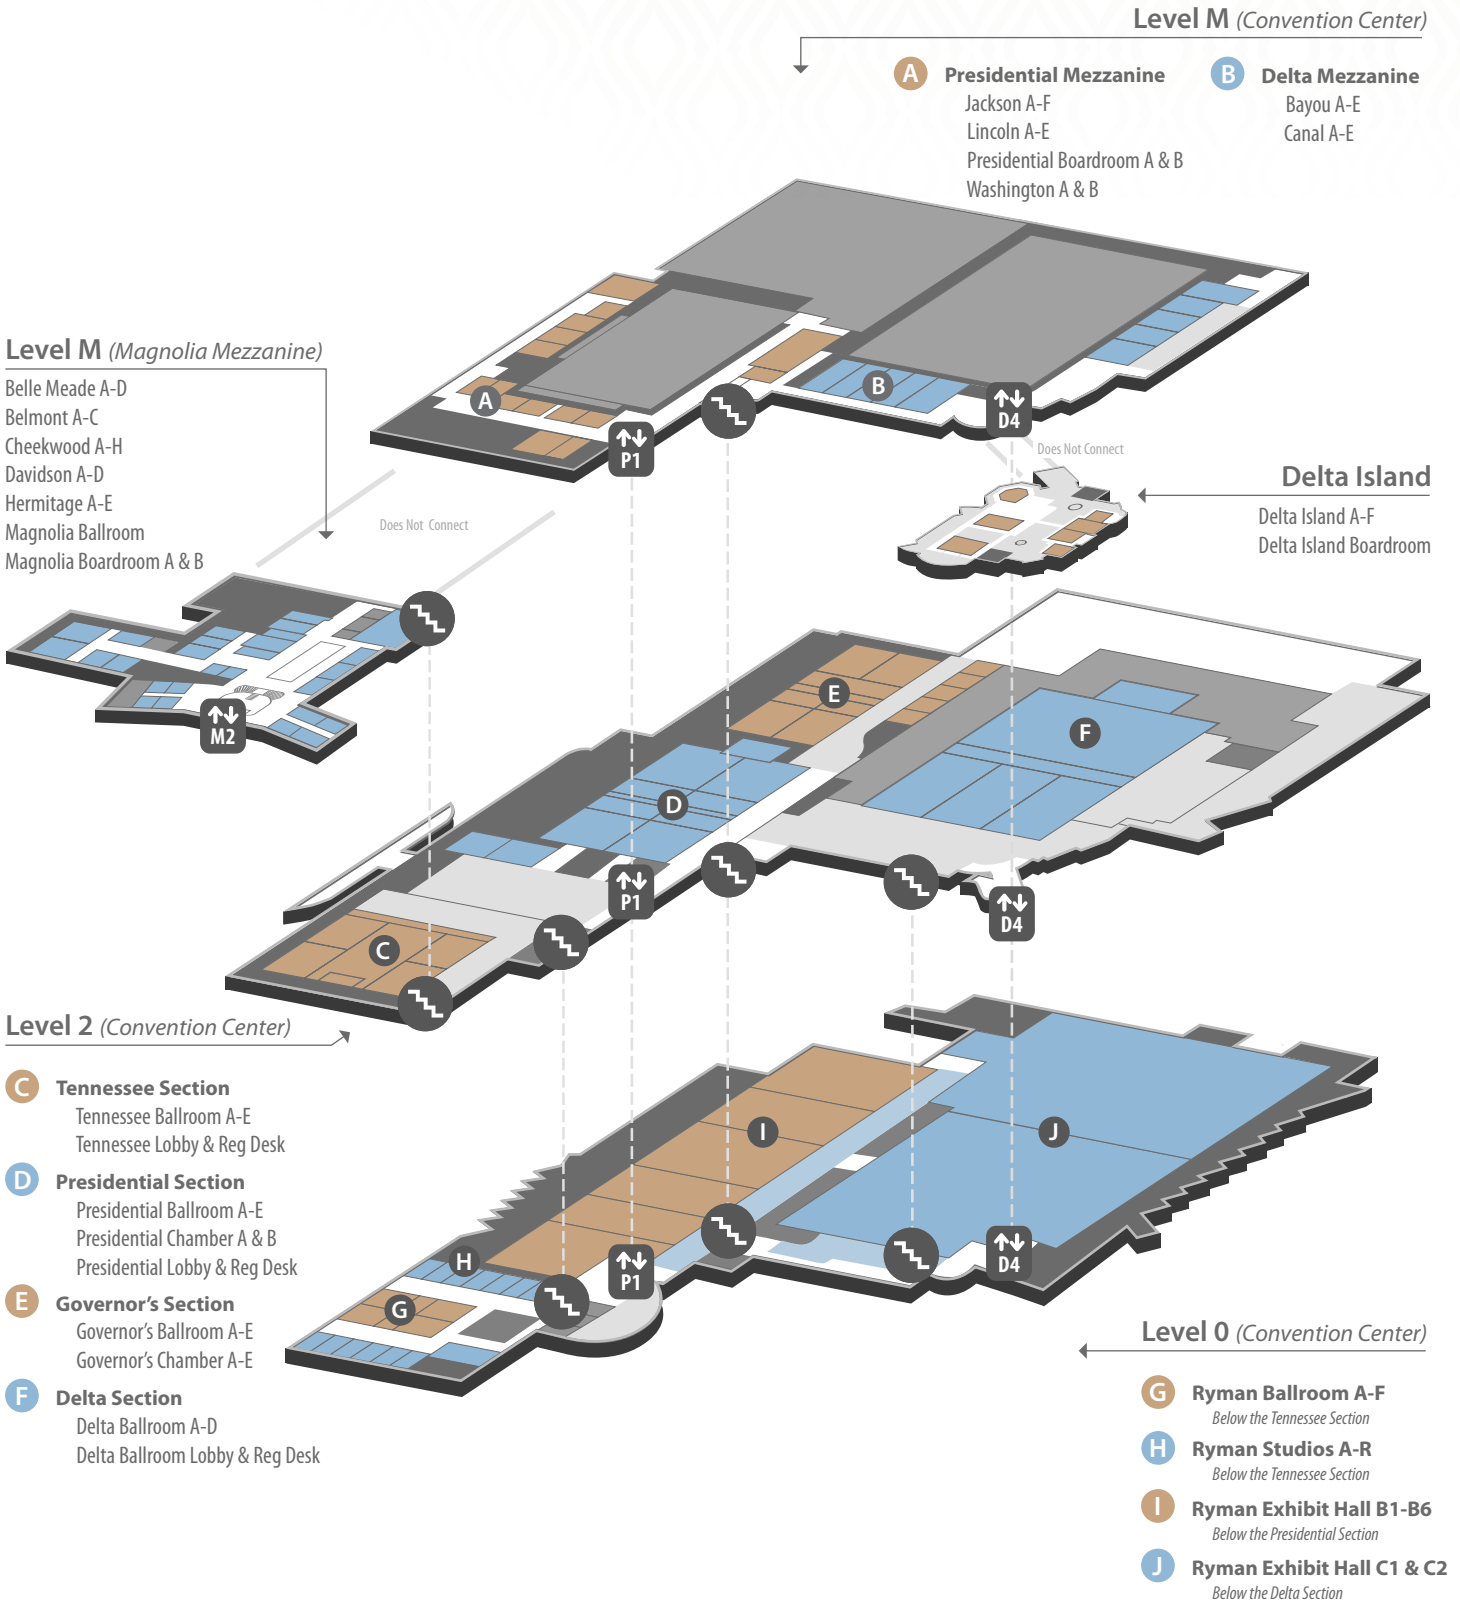 Level M (Convention Center)
A Presidential Mezzanine
Jackson A-F
Lincoln A-E
Presidential Boardroom A & B
Washington A & B
B Delta Mezzanine
Bayou A-E
Canal A-E
Level M (Magnolia Mezzanine)
Belle Meade A-D
Belmont A-C
Cheekwood A-H
Davidson A-D
Hermitage A-E
Magnolia Ballroom
Magnolia Boardroom A & B
A
B
P1
D4
Does Not Connect
Does Not Connect
Delta Island
Delta Island A-F
Delta Island Boardroom
M2
E
F
D
P1
D4
C
Level 2 (Convention Center)
C Tennessee Section
Tennessee Ballroom A-E
Tennessee Lobby & Reg Desk
D Presidential Section
Presidential Ballroom A-E
Presidential Chamber A & B
Presidential Lobby & Reg Desk
E Governor's Section
Governor's Ballroom A-E
Governor's Chamber A-E
F Delta Section
Delta Ballroom A-D
Delta Ballroom Lobby & Reg Desk
I
J
H
G
P1
D4
Level 0 (Convention Center)
G Ryman Ballroom A-F
Below the Tennessee Section
H Ryman Studios A-R
Below the Tennessee Section
I Ryman Exhibit Hall B1-B6
Below the Presidential Section
J Ryman Exhibit Hall C1 & C2
Below the Delta Section